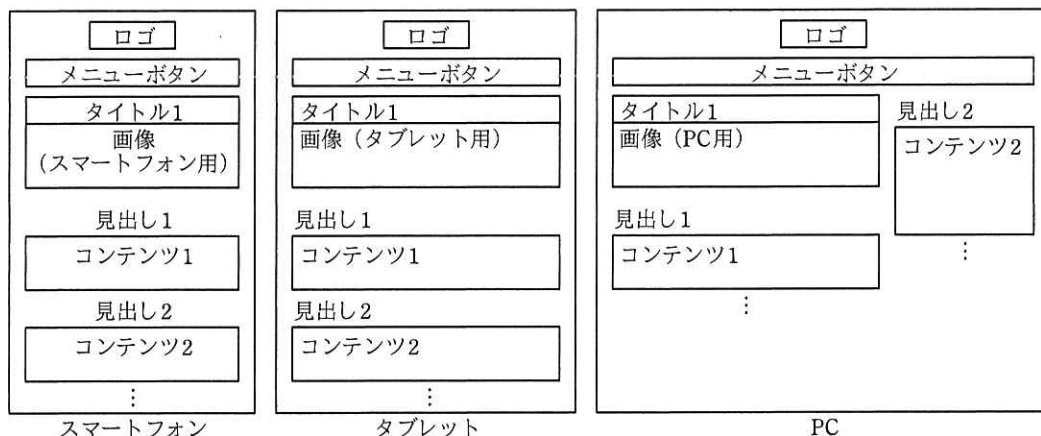 ロゴ
メニューボタン
タイトル1
画像
(スマートフォン用)
見出し1
コンテンツ1
見出し2
コンテンツ2
⋮
スマートフォン
ロゴ
メニューボタン
タイトル1
画像(タブレット用)
見出し1
コンテンツ1
見出し2
コンテンツ2
⋮
タブレット
ロゴ
メニューボタン
タイトル1
画像(PC用)
見出し1
コンテンツ1
⋮
見出し2
コンテンツ2
⋮
PC